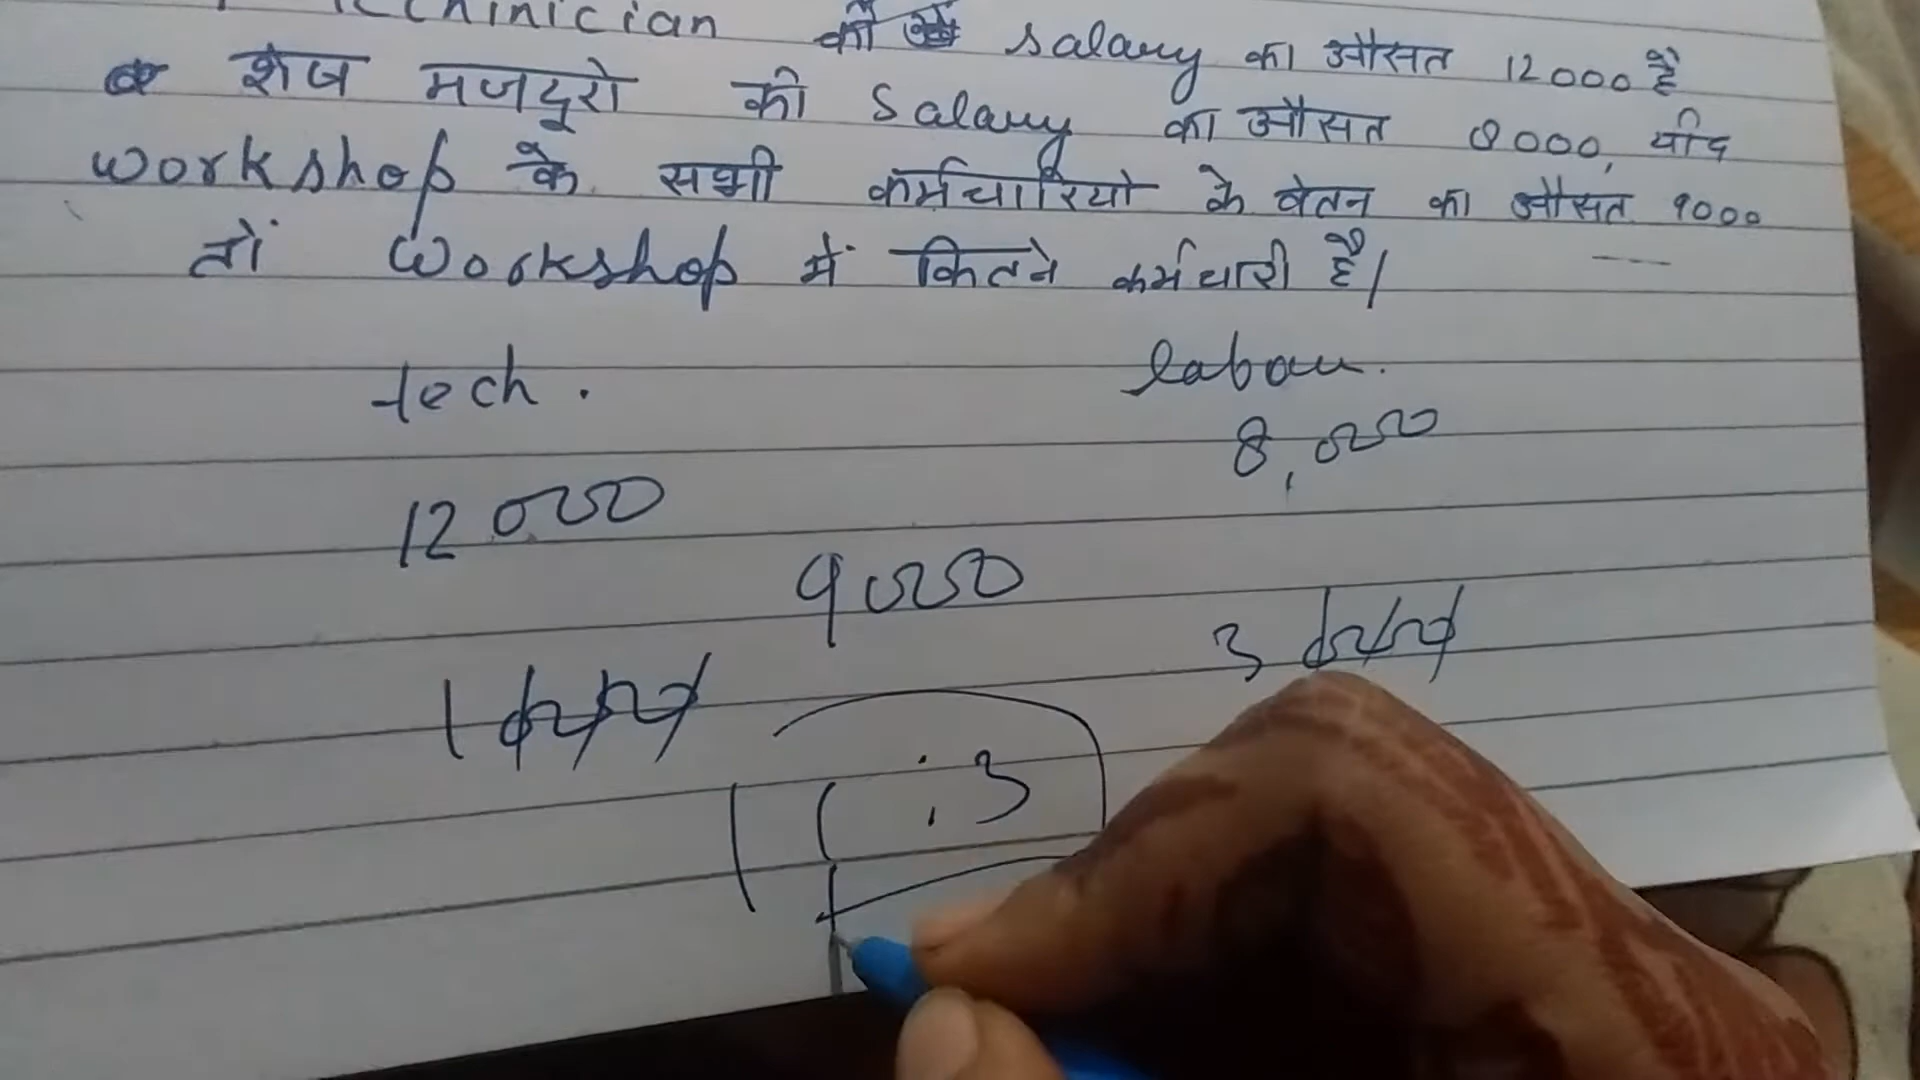 Techinician की salary का औसत 12000 है
शेष मजदूरो की Salary का औसत 8000, यदि
workshop के सभी कर्मचारियो के वेतन का औसत 9000
तो workshop में कितने कर्मचारी है।
tech. labour.
12000 8,000
9000
1000 3000
1 : 3